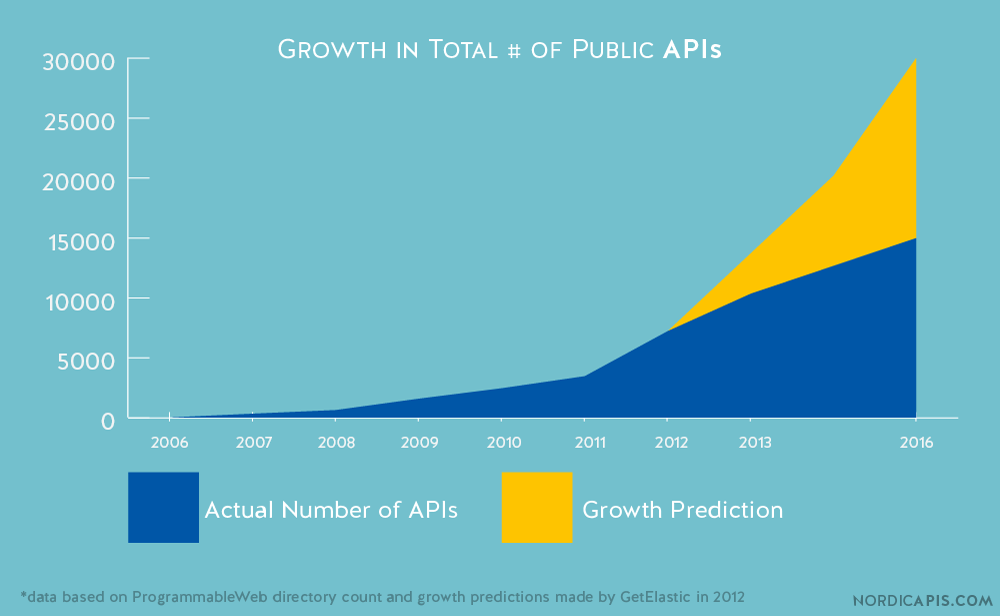 GROWTH IN TOTAL # OF PUBLIC APIs
30000
25000
20000
15000
10000
5000
0
2006 2007 2008 2009 2010 2011 2012 2013 2016
Actual Number of APIs Growth Prediction
*data based on ProgrammableWeb directory count and growth predictions made by GetElastic in 2012
NORDICAPIS.COM